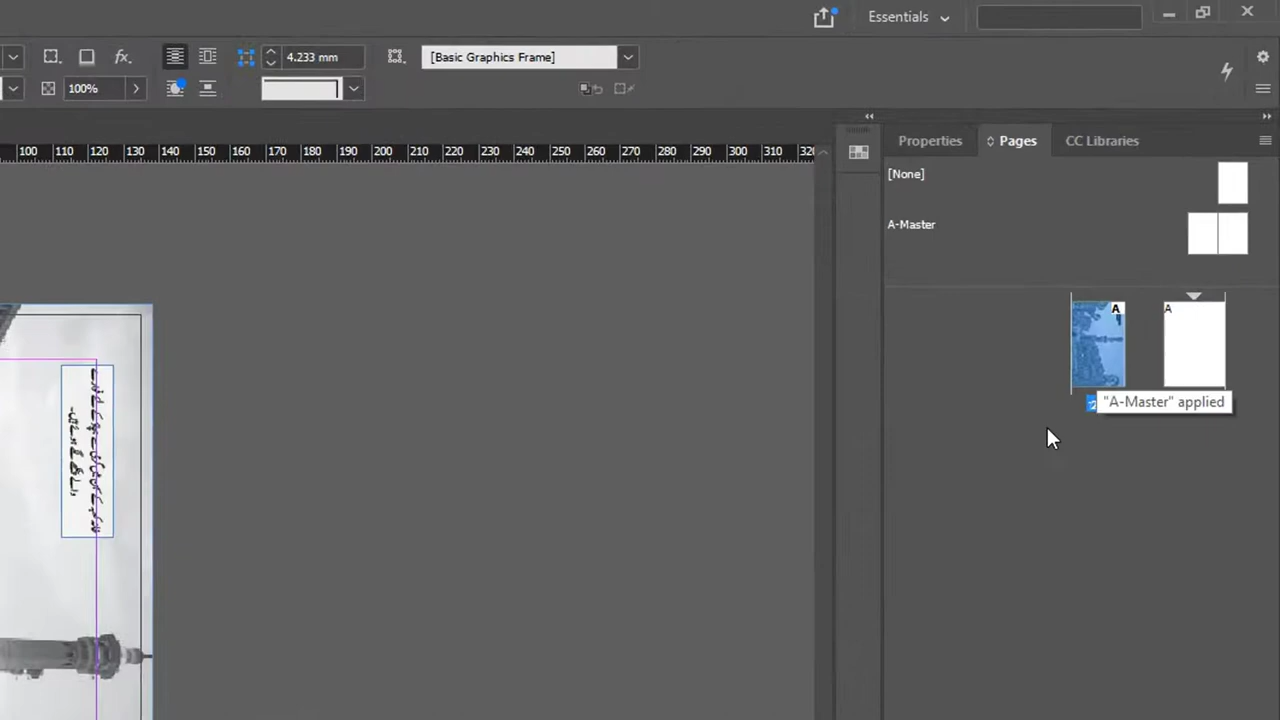 Essentials
fx.
4.233 mm
[Basic Graphics Frame]
100%
100 110 120 130 140 150 160 170 180 190 200 210 220 230 240 250 260 270 280 290 300 310
Properties
Pages
CC Libraries
[None]
A-Master
A
A
"A-Master" applied